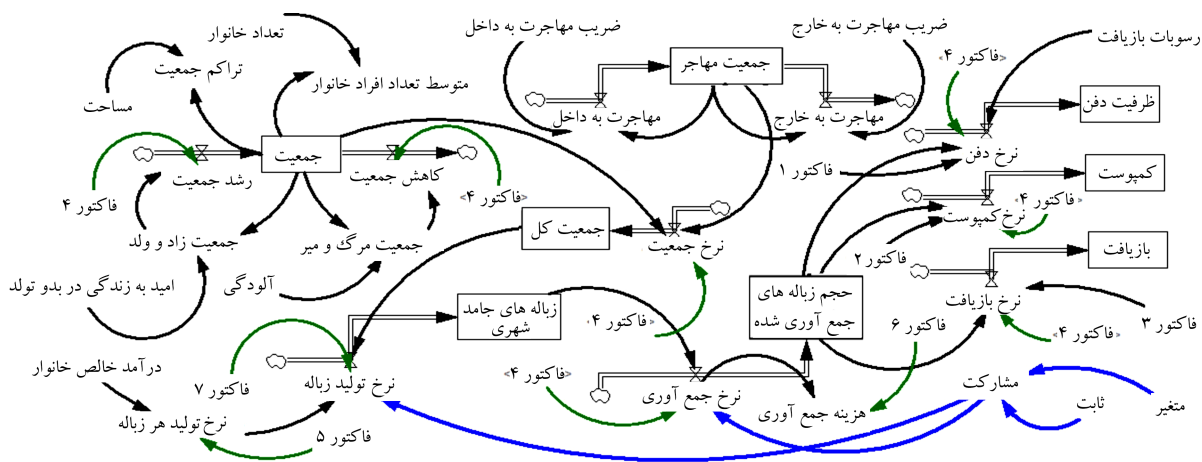 تعداد خانوار
ضریب مهاجرت به داخل
ضریب مهاجرت به خارج
رسوبات بازیافت
تراکم جمعیت
متوسط تعداد افراد خانوار
جمعیت مهاجر
<فاکتور ۴>
مساحت
مهاجرت به داخل
مهاجرت به خارج
ظرفیت دفن
جمعیت
نرخ دفن
رشد جمعیت
کاهش جمعیت
فاکتور ۱
کمپوست
فاکتور ۴
<فاکتور ۴>
<فاکتور ۴>
نرخ کمپوست
جمعیت زاد و ولد
جمعیت مرگ و میر
جمعیت کل
نرخ جمعیت
فاکتور ۲
بازیافت
امید به زندگی در بدو تولد
آلودگی
حجم زباله های
جمع آوری شده
نرخ بازیافت
زباله های جامد
شهری
<فاکتور ۴>
فاکتور ۶
<فاکتور ۴>
فاکتور ۳
درآمد خالص خانوار
فاکتور ۷
نرخ تولید زباله
<فاکتور ۴>
نرخ جمع آوری
هزینه جمع آوری
مشارکت
ثابت
متغیر
نرخ تولید هر زباله
فاکتور ۵